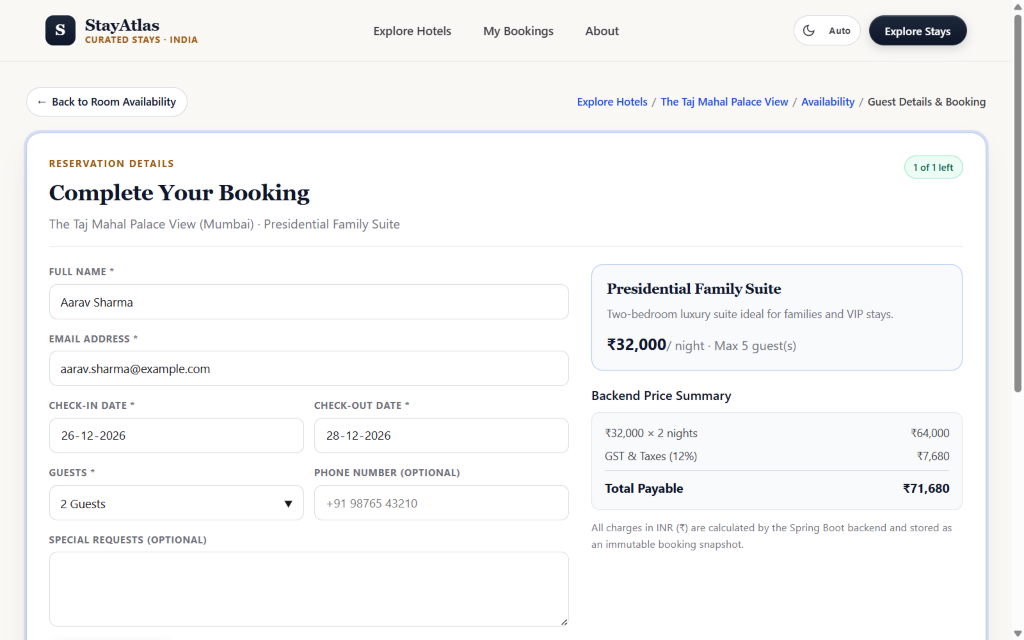 S
StayAtlas
CURATED STAYS · INDIA
Explore Hotels
My Bookings
About
Auto
Explore Stays
← Back to Room Availability
Explore Hotels / The Taj Mahal Palace View / Availability / Guest Details & Booking
RESERVATION DETAILS
1 of 1 left
Complete Your Booking
The Taj Mahal Palace View (Mumbai) · Presidential Family Suite
FULL NAME *
Aarav Sharma
EMAIL ADDRESS *
aarav.sharma@example.com
CHECK-IN DATE *
CHECK-OUT DATE *
26-12-2026
28-12-2026
GUESTS *
PHONE NUMBER (OPTIONAL)
2 Guests
+91 98765 43210
SPECIAL REQUESTS (OPTIONAL)
Presidential Family Suite
Two-bedroom luxury suite ideal for families and VIP stays.
₹32,000/ night · Max 5 guest(s)
Backend Price Summary
₹32,000 × 2 nights ₹64,000
GST & Taxes (12%) ₹7,680
Total Payable ₹71,680
All charges in INR (₹) are calculated by the Spring Boot backend and stored as
an immutable booking snapshot.